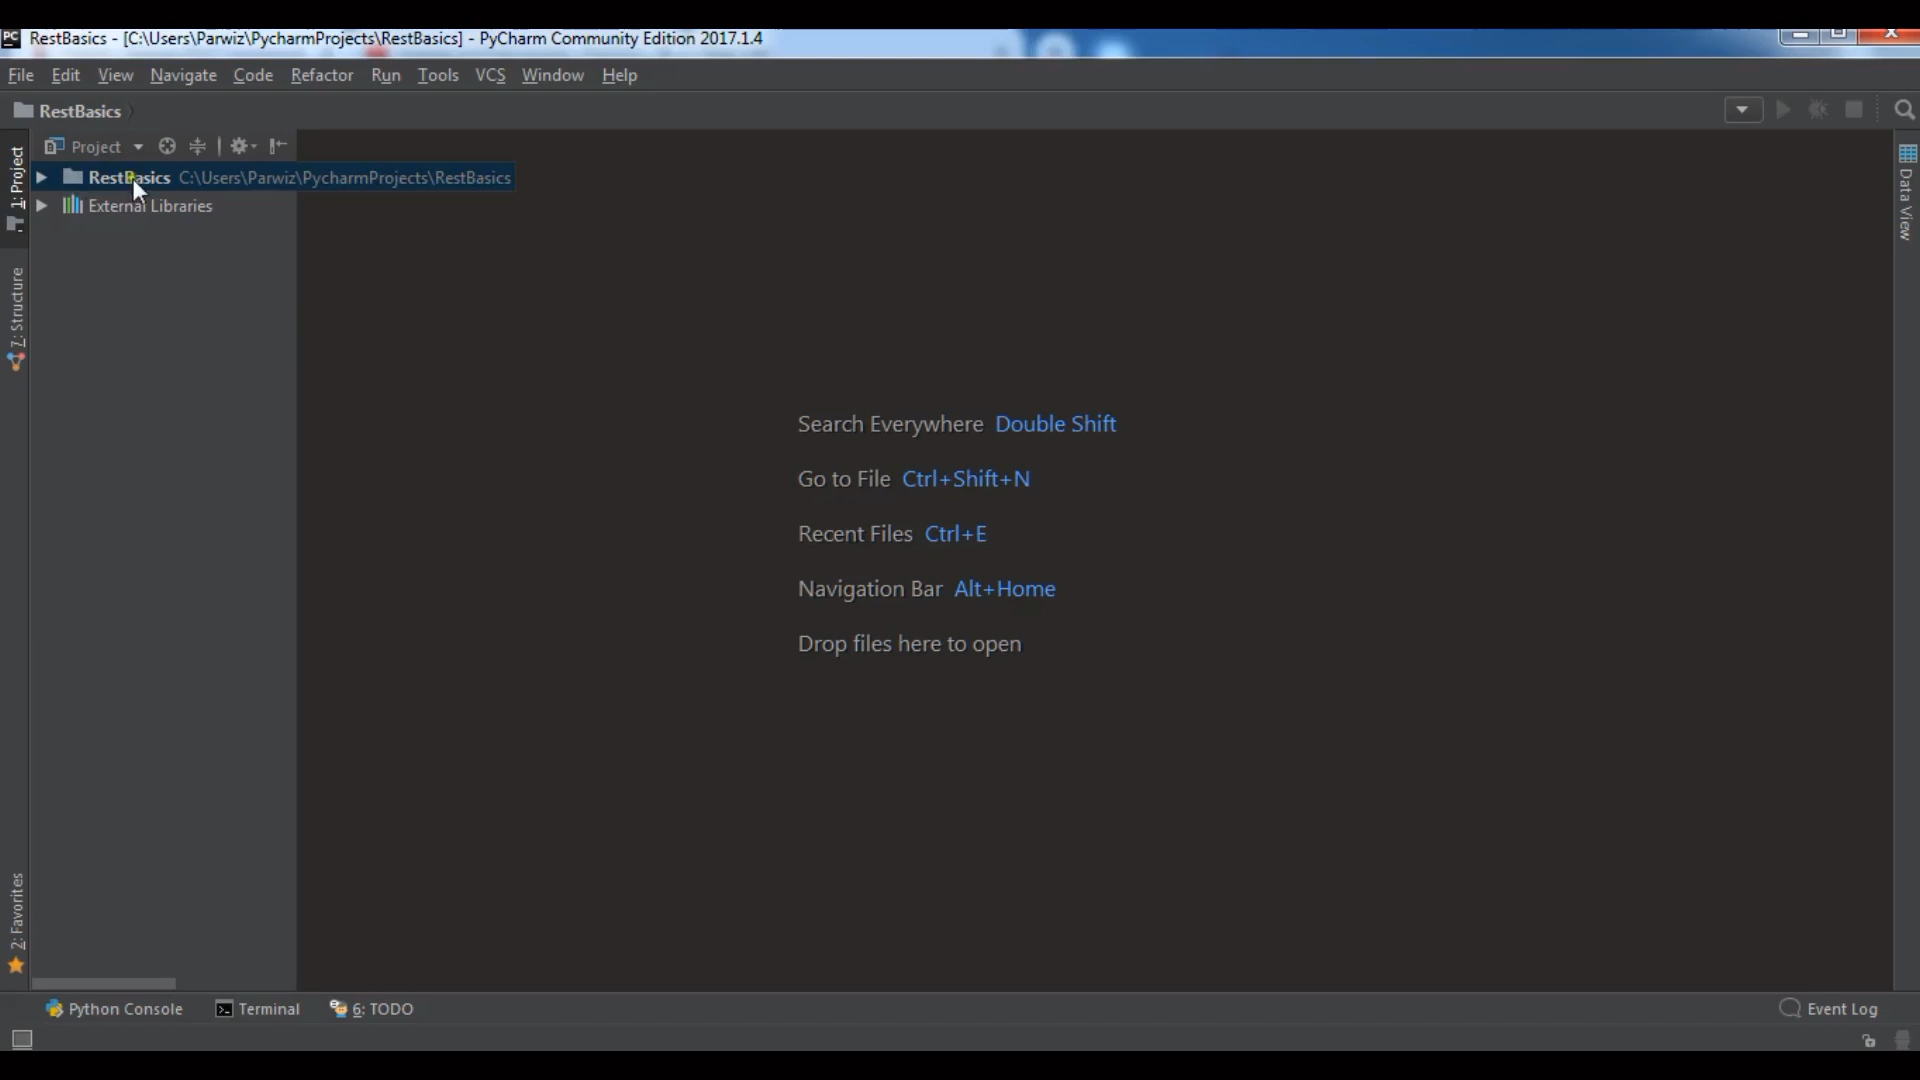 PC RestBasics - [C:\Users\Parwiz\PycharmProjects\RestBasics] - PyCharm Community Edition 2017.1.4
File Edit View Navigate Code Refactor Run Tools VCS Window Help
RestBasics
Project
1: Project
RestBasics C:\Users\Parwiz\PycharmProjects\RestBasics
External Libraries
Data View
7: Structure
Search Everywhere Double Shift
Go to File Ctrl+Shift+N
Recent Files Ctrl+E
Navigation Bar Alt+Home
Drop files here to open
2: Favorites
Python Console Terminal 6: TODO Event Log